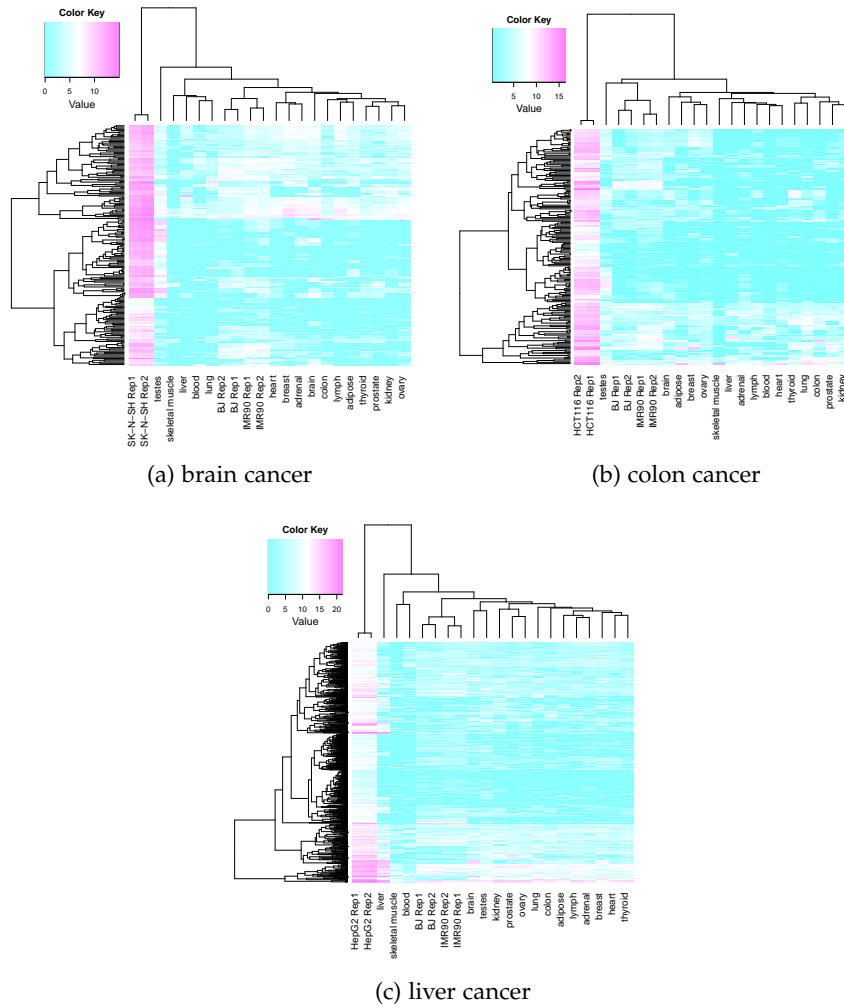 Color Key
0 5 10
Value
SK−N−SH Rep1
SK−N−SH Rep2
testes
skeletal muscle
liver
blood
lung
BJ Rep2
BJ Rep1
IMR90 Rep1
IMR90 Rep2
heart
breast
adrenal
brain
colon
lymph
adipose
thyroid
prostate
kidney
ovary
(a) brain cancer
Color Key
5 10 15
Value
HCT116 Rep2
HCT116 Rep1
testes
BJ Rep1
BJ Rep2
IMR90 Rep1
IMR90 Rep2
brain
adipose
breast
ovary
skeletal muscle
liver
adrenal
lymph
blood
heart
thyroid
lung
colon
prostate
kidney
(b) colon cancer
Color Key
0 5 10 15 20
Value
HepG2 Rep1
HepG2 Rep2
liver
skeletal muscle
blood
BJ Rep1
BJ Rep2
IMR90 Rep2
IMR90 Rep1
brain
testes
kidney
prostate
ovary
lung
colon
adipose
lymph
adrenal
breast
heart
thyroid
(c) liver cancer